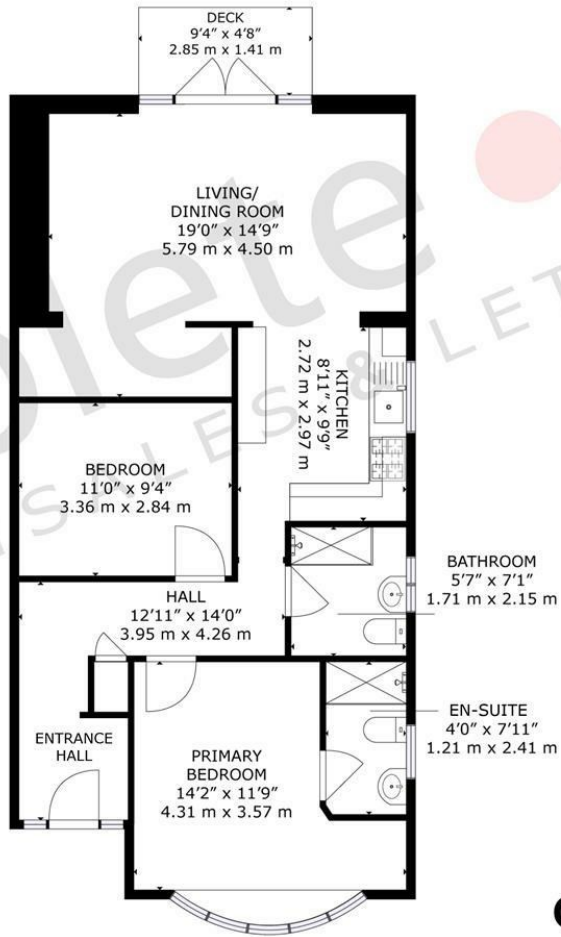 DECK
9'4" x 4'8"
2.85 m x 1.41 m
LIVING/
DINING ROOM
19'0" x 14'9"
5.79 m x 4.50 m
KITCHEN
8'11" x 9'9"
2.72 m x 2.97 m
BEDROOM
11'0" x 9'4"
3.36 m x 2.84 m
HALL
12'11" x 14'0"
3.95 m x 4.26 m
BATHROOM
5'7" x 7'1"
1.71 m x 2.15 m
ENTRANCE
HALL
PRIMARY
BEDROOM
14'2" x 11'9"
4.31 m x 3.57 m
EN-SUITE
4'0" x 7'11"
1.21 m x 2.41 m
plete
SALES & LET